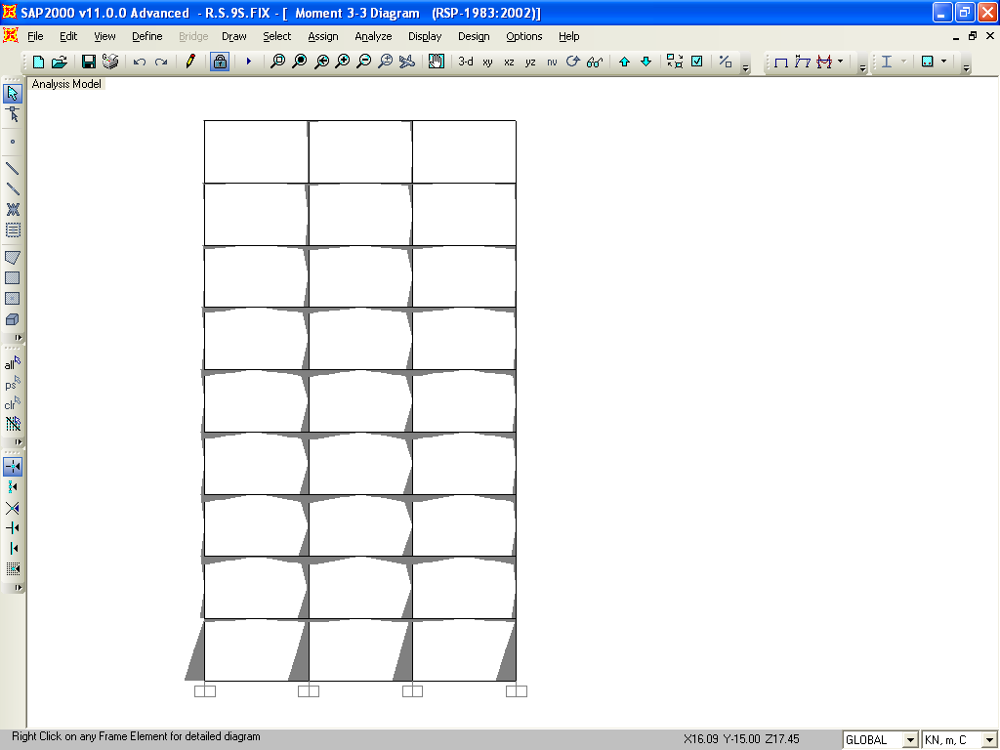 SAP2000 v11.0.0 Advanced - R.S.9S.FIX - [ Moment 3-3 Diagram (RSP-1983:2002)]
File Edit View Define Bridge Draw Select Assign Analyze Display Design Options Help
3-d xy xz yz nv
Analysis Model
all
ps
clr
Right Click on any Frame Element for detailed diagram
X16.09 Y-15.00 Z17.45
GLOBAL
KN, m, C